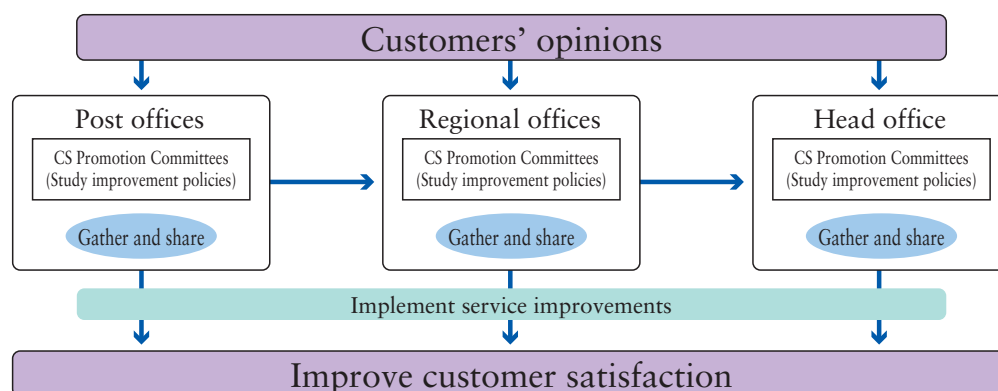 Customers' opinions
Post offices
CS Promotion Committees
(Study improvement policies)
Gather and share
Regional offices
CS Promotion Committees
(Study improvement policies)
Gather and share
Head office
CS Promotion Committees
(Study improvement policies)
Gather and share
Implement service improvements
Improve customer satisfaction